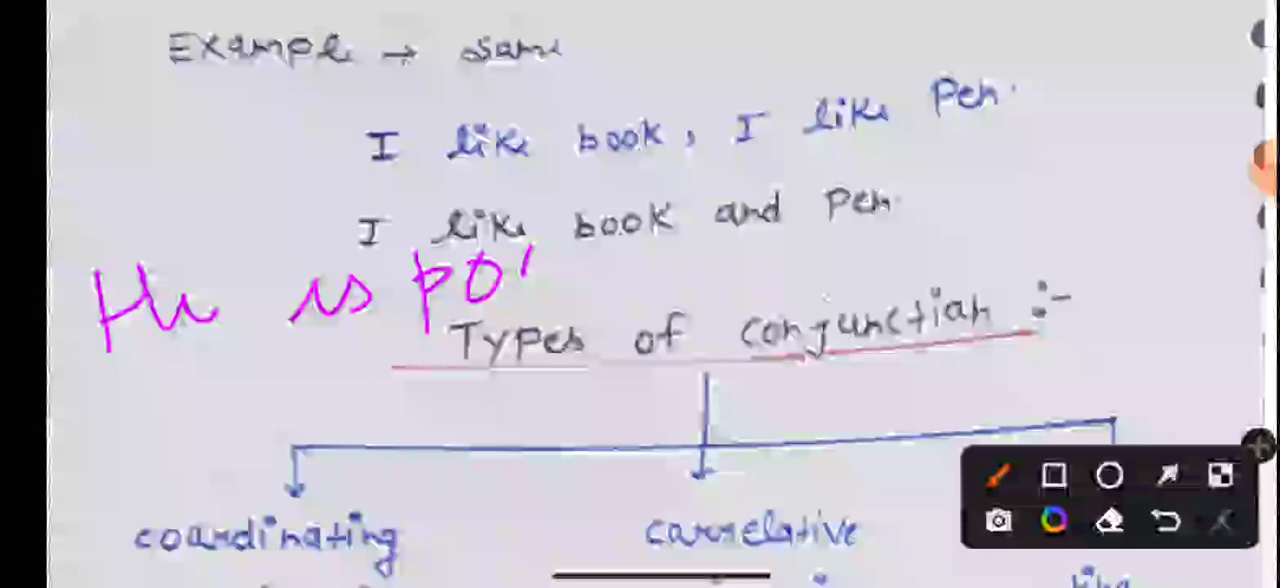 Example → same
I like book, I like Pen.
I like book and Pen.
He is po
Types of conjunction :-
coordinating correlative